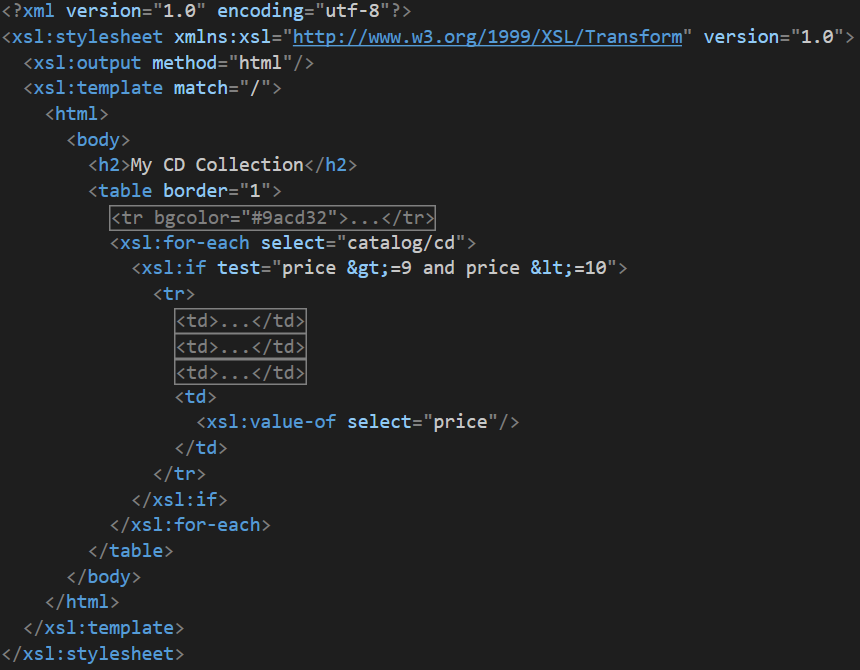 <?xml version="1.0" encoding="utf-8"?>
<xsl:stylesheet xmlns:xsl="http://www.w3.org/1999/XSL/Transform" version="1.0">
  <xsl:output method="html"/>
  <xsl:template match="/">
    <html>
      <body>
        <h2>My CD Collection</h2>
        <table border="1">
          <tr bgcolor="#9acd32">...</tr>
          <xsl:for-each select="catalog/cd">
            <xsl:if test="price &gt;=9 and price &lt;=10">
              <tr>
                <td>...</td>
                <td>...</td>
                <td>...</td>
                <td>
                  <xsl:value-of select="price"/>
                </td>
              </tr>
            </xsl:if>
          </xsl:for-each>
        </table>
      </body>
    </html>
  </xsl:template>
</xsl:stylesheet>